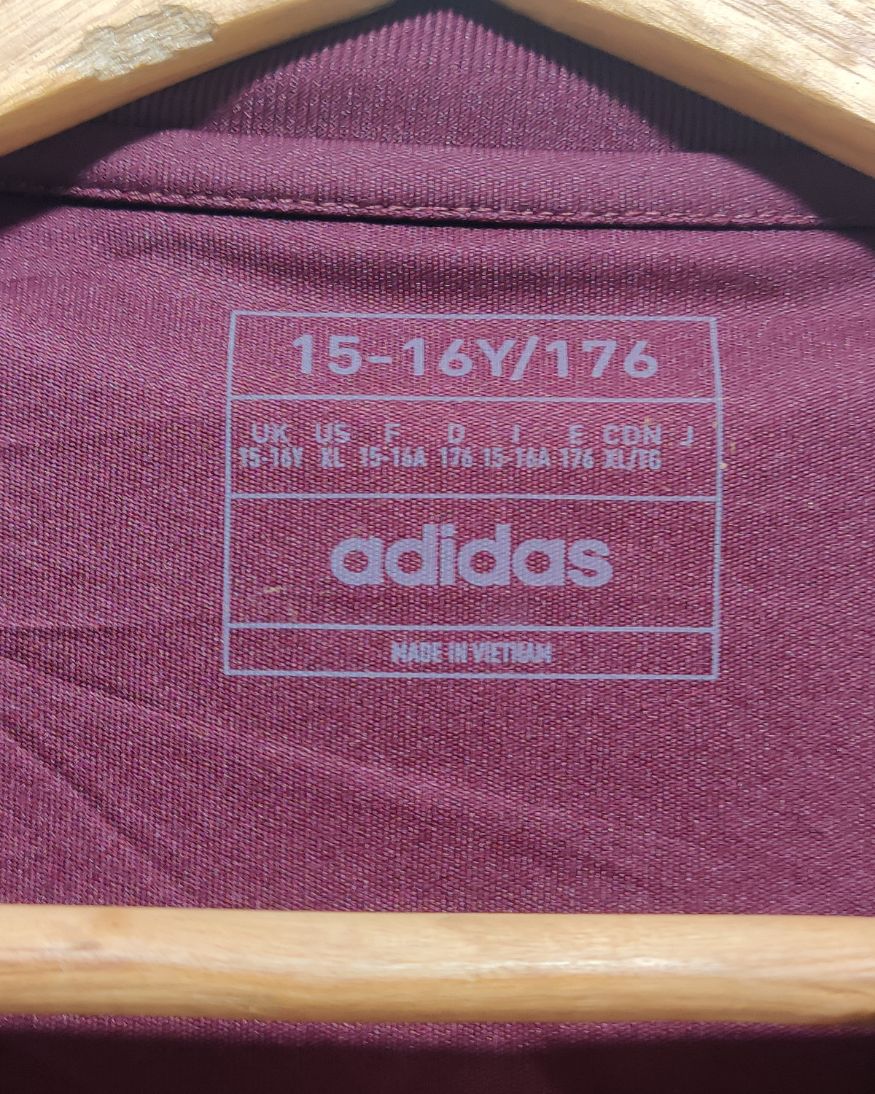 15-16Y/176
UK US F D I E CDN J
15-16Y XL 15-16A 176 15-16A 176 XL/TG
adidas
MADE IN VIETNAM